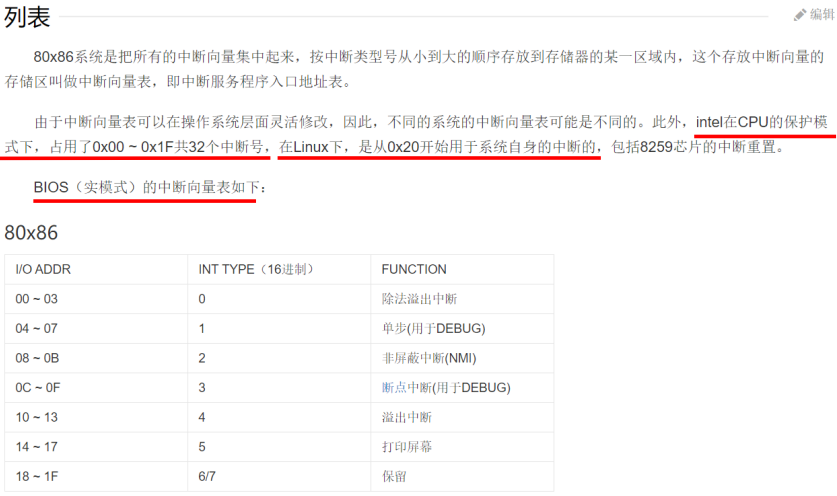 列表
编辑
80x86系统是把所有的中断向量集中起来，按中断类型号从小到大的顺序存放到存储器的某一区域内，这个存放中断向量的
存储区叫做中断向量表，即中断服务程序入口地址表。
由于中断向量表可以在操作系统层面灵活修改，因此，不同的系统的中断向量表可能是不同的。此外，intel在CPU的保护模
式下，占用了0x00 ~ 0x1F共32个中断号，在Linux下，是从0x20开始用于系统自身的中断的，包括8259芯片的中断重置。
BIOS（实模式）的中断向量表如下：
80x86
I/O ADDR INT TYPE（16进制） FUNCTION
00 ~ 03 0 除法溢出中断
04 ~ 07 1 单步(用于DEBUG)
08 ~ 0B 2 非屏蔽中断(NMI)
0C ~ 0F 3 断点中断(用于DEBUG)
10 ~ 13 4 溢出中断
14 ~ 17 5 打印屏幕
18 ~ 1F 6/7 保留